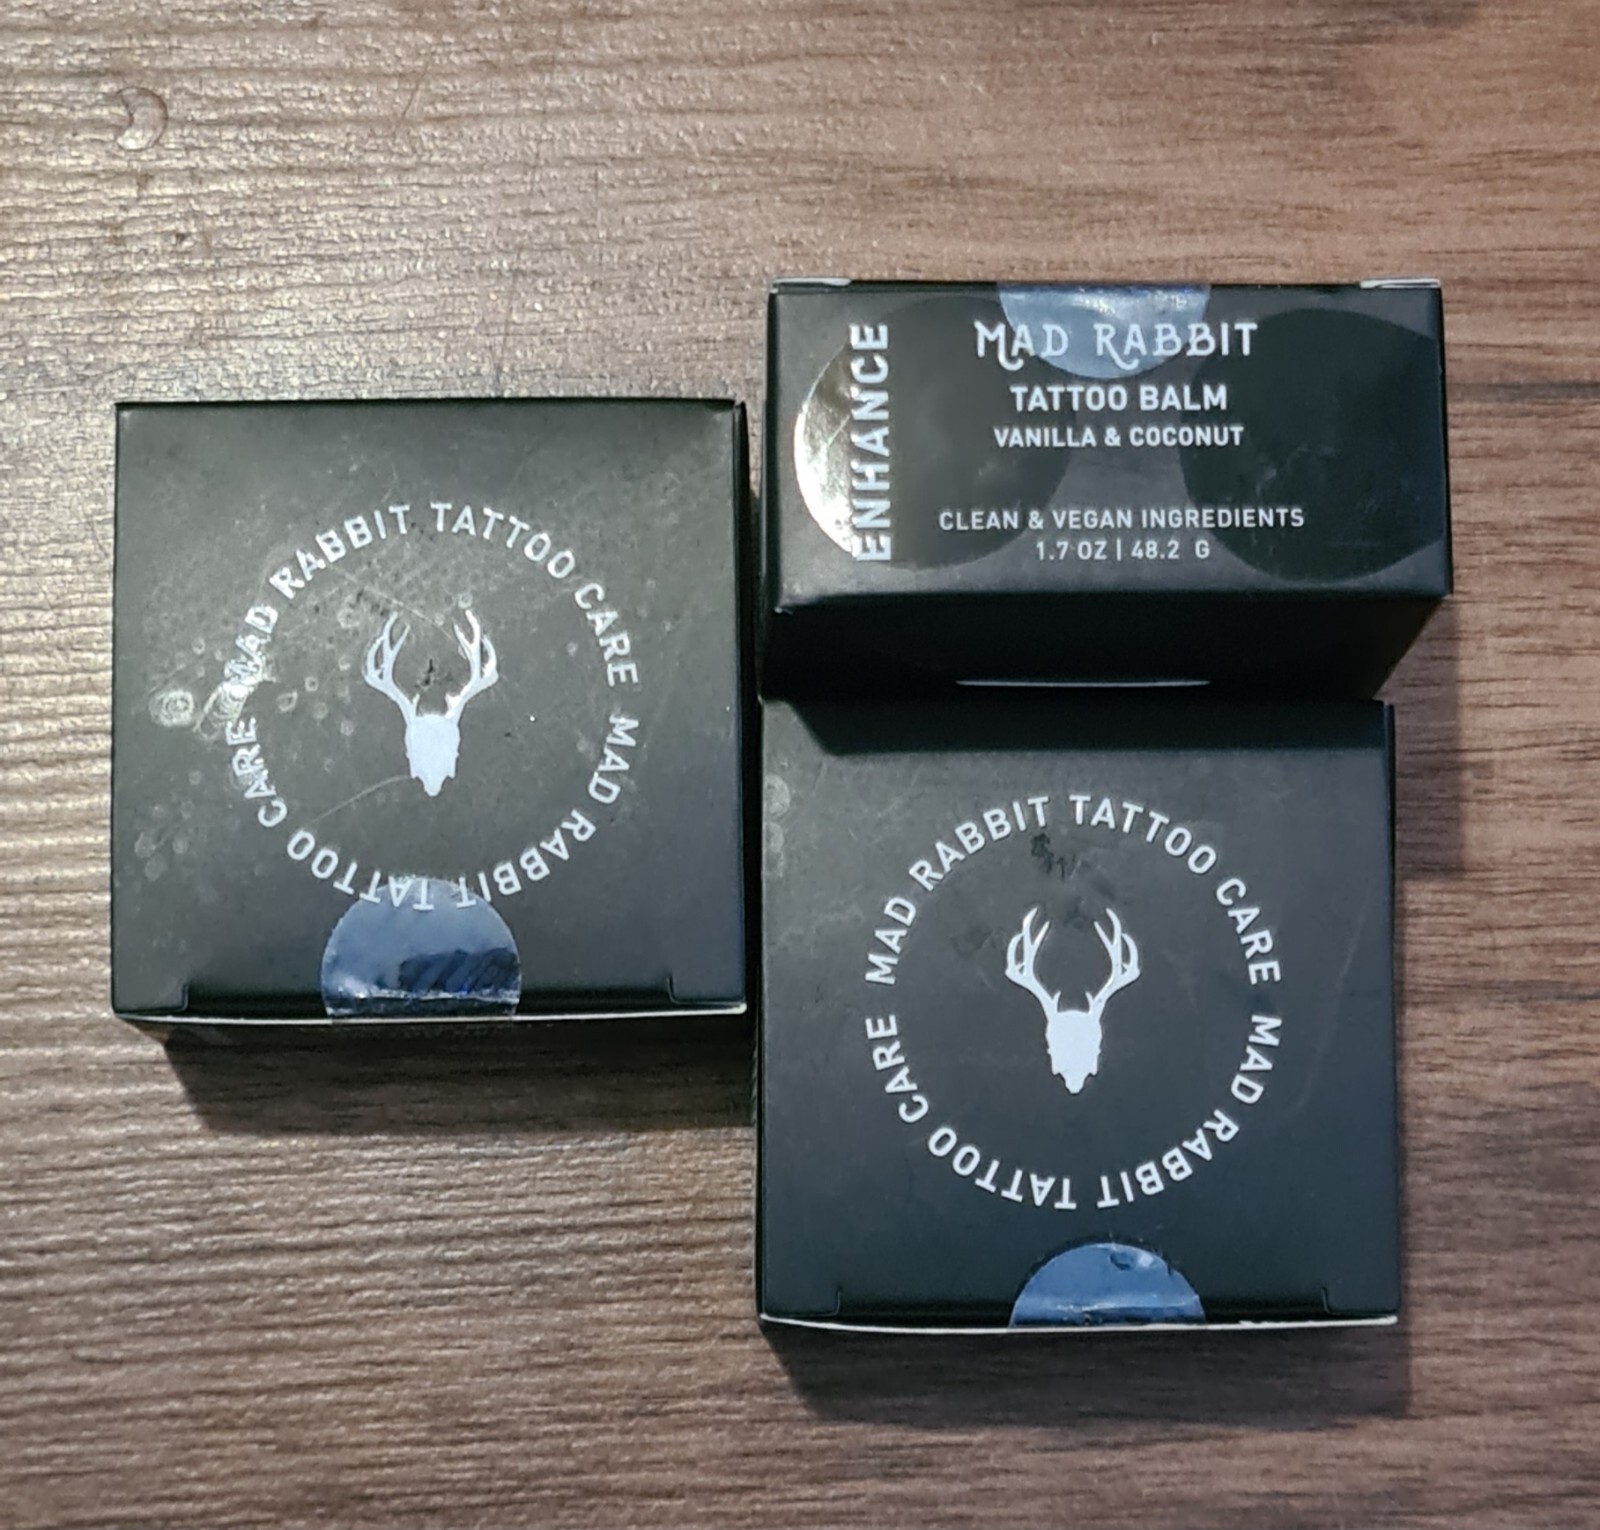 MAD RABBIT TATTOO CARE MAD RABBIT TATTOO CARE
ENHANCE
MAD RABBIT
TATTOO BALM
VANILLA & COCONUT
CLEAN & VEGAN INGREDIENTS
1.7 OZ | 48.2 G
MAD RABBIT TATTOO CARE MAD RABBIT TATTOO CARE